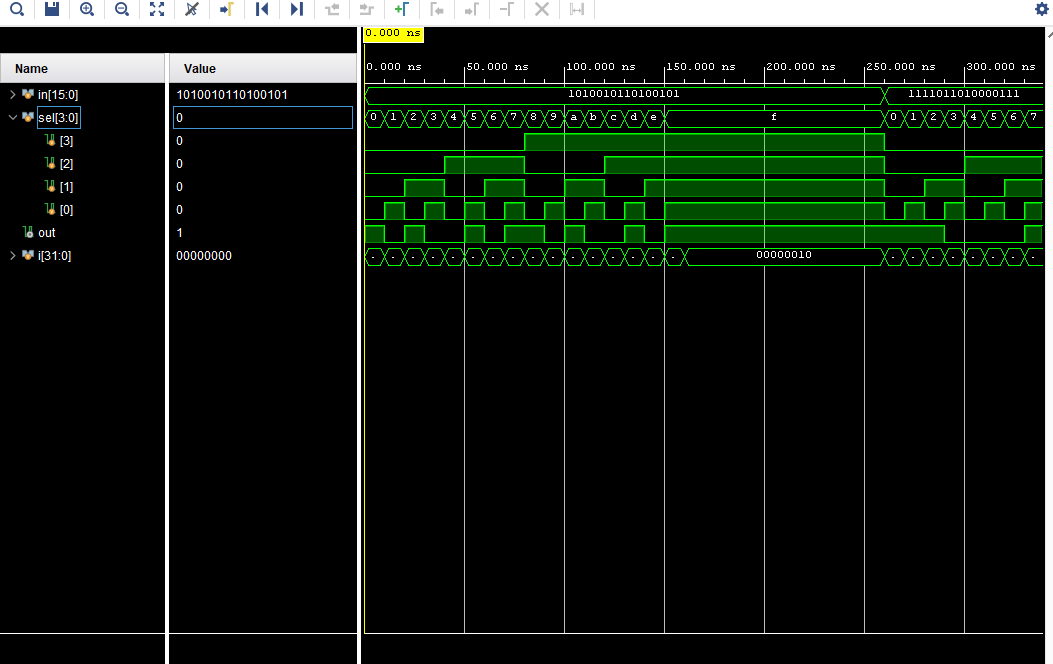 0.000 ns
Name Value
0.000 ns 50.000 ns 100.000 ns 150.000 ns 200.000 ns 250.000 ns 300.000 ns
in[15:0] 1010010110100101 1010010110100101 1111011010000111
sel[3:0] 0 0 1 2 3 4 5 6 7 8 9 a b c d e f 0 1 2 3 4 5 6 7
[3] 0
[2] 0
[1] 0
[0] 0
out 1
i[31:0] 00000000 00000010